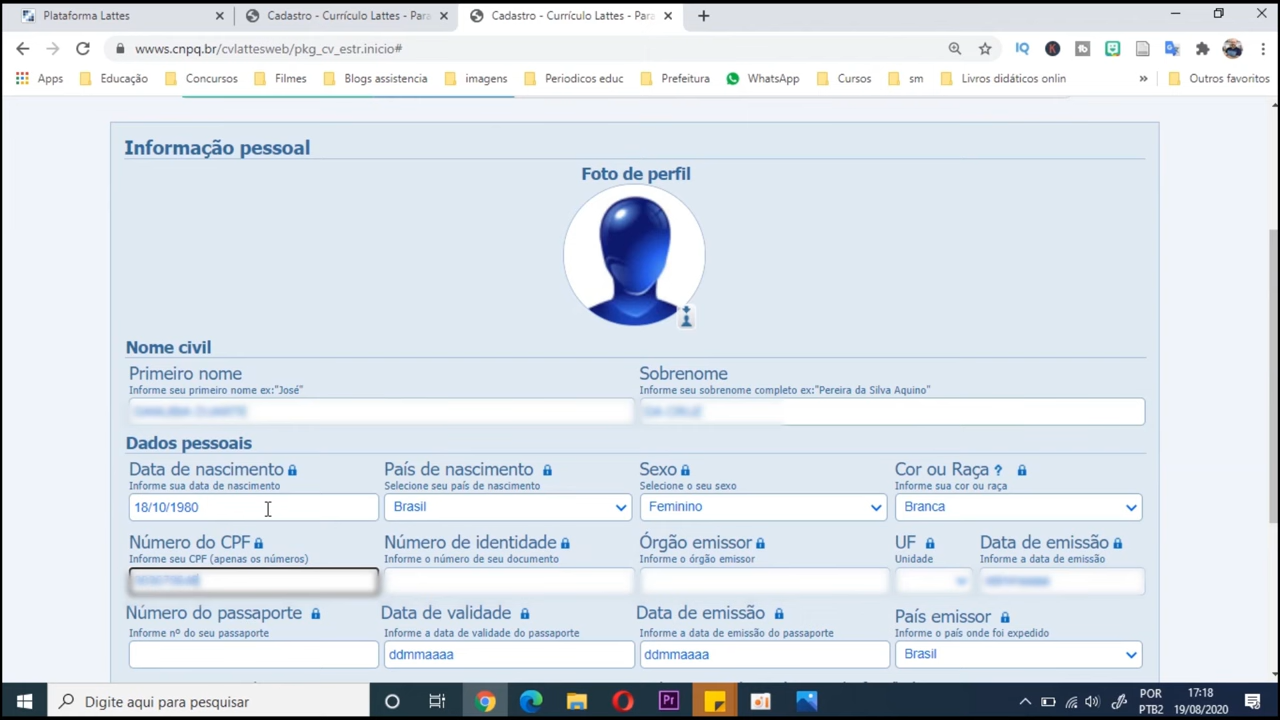 Plataforma Lattes
Cadastro - Currículo Lattes - Para
Cadastro - Currículo Lattes - Para
wwws.cnpq.br/cvlattesweb/pkg_cv_estr.inicio#
Apps Educação Concursos Filmes Blogs assistencia imagens Periodicos educ Prefeitura WhatsApp Cursos sm Livros didáticos onlin » Outros favoritos
Informação pessoal
Foto de perfil
Nome civil
Primeiro nome Sobrenome
Informe seu primeiro nome ex:"José" Informe seu sobrenome completo ex:"Pereira da Silva Aquino"
Dados pessoais
Data de nascimento País de nascimento Sexo Cor ou Raça ?
Informe sua data de nascimento Selecione seu país de nascimento Selecione o seu sexo Informe sua cor ou raça
18/10/1980 Brasil Feminino Branca
Número do CPF Número de identidade Órgão emissor UF Data de emissão
Informe seu CPF (apenas os números) Informe o número de seu documento Informe o órgão emissor Unidade Informe a data de emissão
Número do passaporte Data de validade Data de emissão País emissor
Informe nº do seu passaporte Informe a data de validade do passaporte Informe a data de emissão do passaporte Informe o país onde foi expedido
ddmmaaaa ddmmaaaa Brasil
Digite aqui para pesquisar
POR 17:18
PTB2 19/08/2020